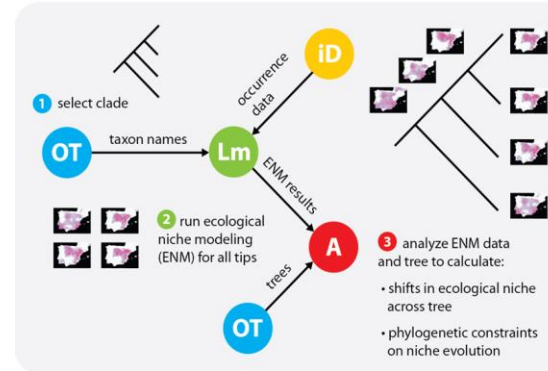 iD
occurrence
data
1 select clade
OT
taxon names
Lm
ENM results
2 run ecological
niche modeling
(ENM) for all tips
A
3 analyze ENM data
and tree to calculate:
• shifts in ecological niche
across tree
• phylogenetic constraints
on niche evolution
trees
OT